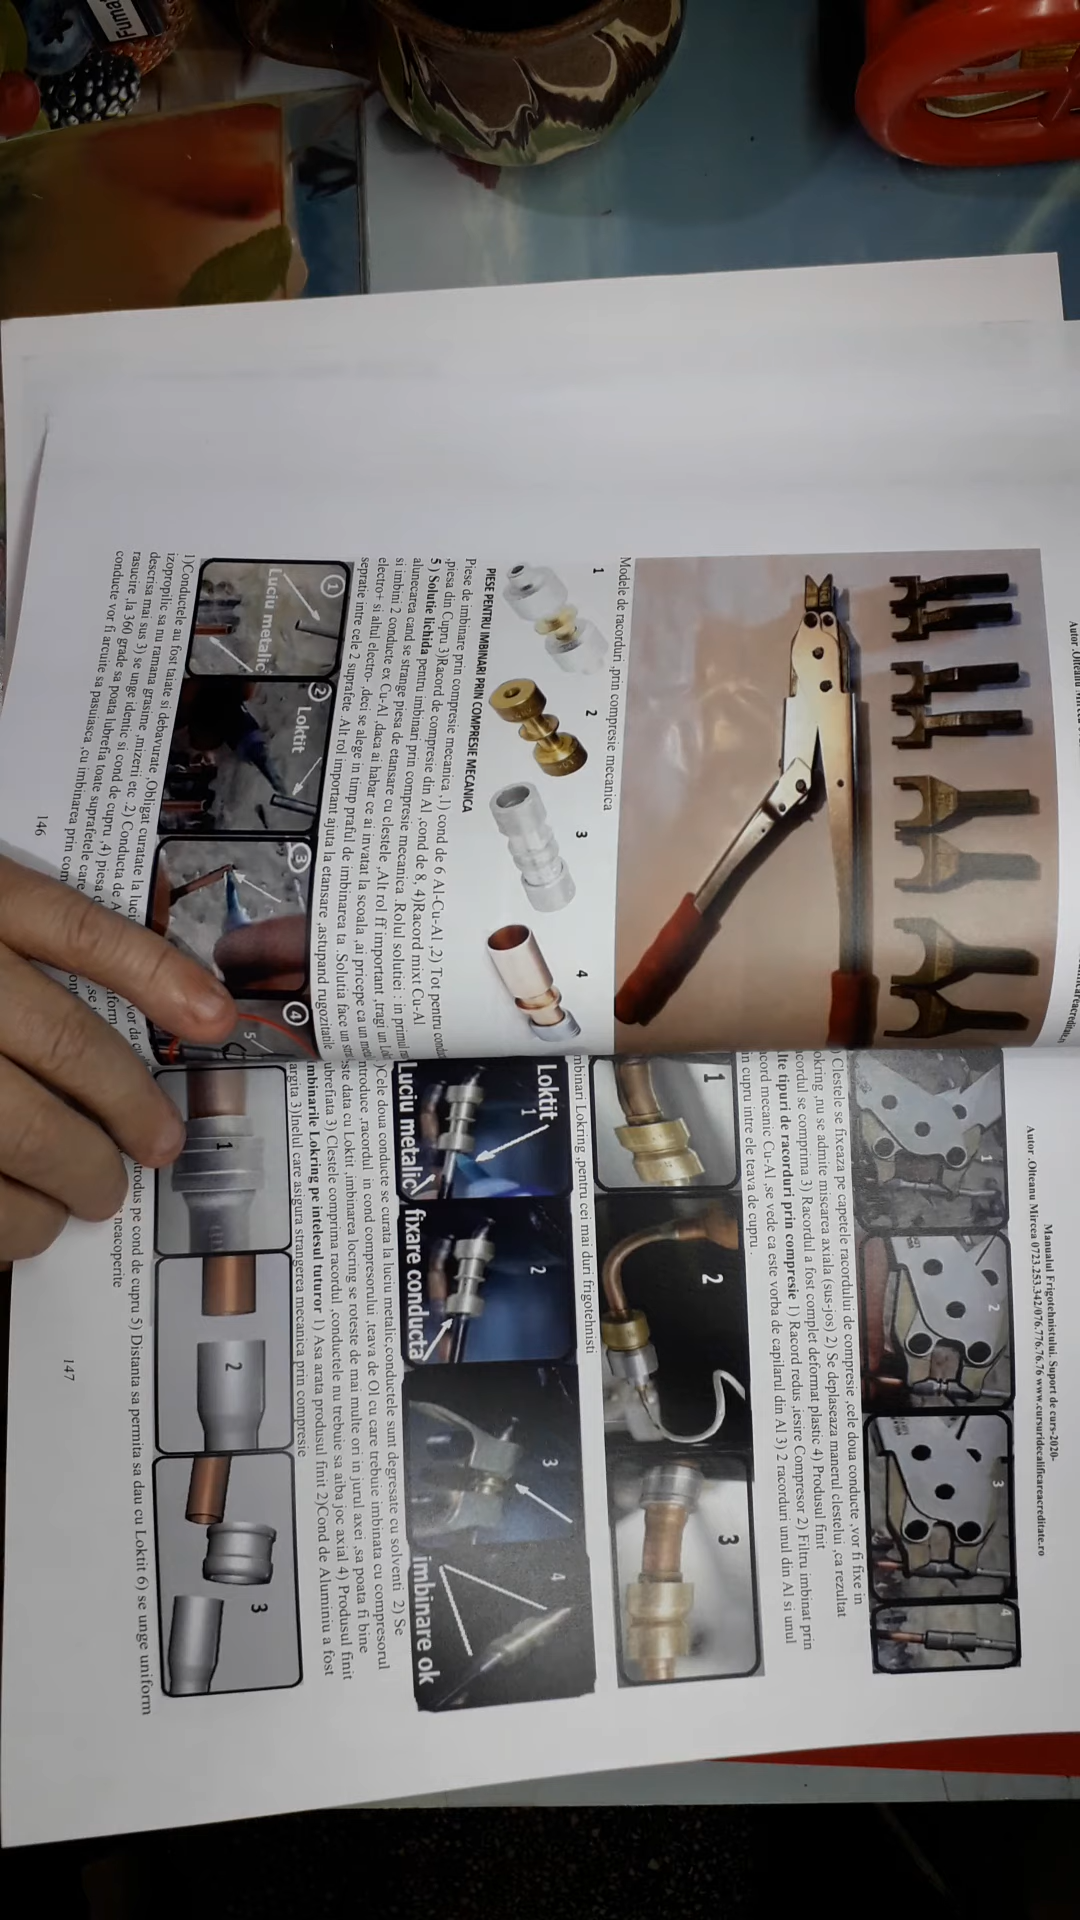 Fumat
Modele de racorduri ,prin compresie mecanica
1
2
3
4
PIESE PENTRU IMBINARI PRIN COMPRESIE MECANICA
Piese de imbinare prin compresie mecanica ,1) cond de 6 Al-Cu-Al ,2) Tot pentru
,piesa din Cupru 3)Racord de compresie din Al ,cond de 8, 4)Racord mixt Cu-Al
5) Solutie lichida pentru imbinari prin compresie mecanica .Rolul solutiei : in primul
alunecarea cand se strange piesa de etansare cu clestele, Alt rol ff important ,tragi un
si imbini 2 conducte ex Cu-Al ,daca ai habar ce ai invatat la scoala ,ai pricepe ca un
electro+ si altul electro- ,deci se alege in timp praful de imbinarea ta .Solutia face un
sepratie intre cele 2 suprafete .Alt rol important ajuta la etansare ,astupand rugozitatile
1
Luciu metalic
2
Loktit
3
4
5
1)Conductele au fost taiate si debavurate ,Obligat curatate la
izopropilic sa nu ramana grasime ,mizerii etc .2) Conducta de
descrisa mai sus 3) se unge identic si cond de cupru ,4) piesa
rasucire ,la 360 grade sa poata lubrefia toate suprafetele care
conducte vor fi arcuite sa pasuiasca ,cu imbinarea prin
146
Manualul Frigotehnistului. Suport de curs-2020-
Autor .Olteanu Mircea 0723.253.342/076.776.76.76 www.cursuridecalificareacreditate.ro
1
2
3
4
) Clestele se fixeaza pe capetele racordului de compresie ,cele doua conducte ,vor fi fixe in
okring ,nu se admite miscarea axiala (sus-jos) 2) Se deplaseaza manerul clestelui ,ca rezultat
cordul se comprima 3) Racordul a fost complet deformat plastic 4) Produsul finit
lte tipuri de racorduri prin compresie 1) Racord redus ,iesire Compresor 2) Filtru imbinat prin
cord mecanic Cu-Al ,se vede ca este vorba de capilarul din Al 3) 2 raorduri unul din Al si unul
in cupru intre ele teava de cupru .
1
2
3
mbinari Lokring ,pentru cei mai duri frigotehnisti
Loktit
1
Luciu metalic
2
fixare conducta
3
4
imbinare ok
)Cele doua conducte se curata la luciu metalic,conductele sunt degresate cu solventi 2) Se
ntroduce ,racordul in cond compresorului ,teava de Ol cu care trebuie imbinata cu compresorul
ste data cu Loktit ,imbinarea locring se roteste de mai multe ori in jurul axei ,sa poata fi bine
ubrefiata 3) Clestele comprima racordul ,conductele nu trebuie sa aiba joc axial 4) Produsul finit
mbinarile Lokring pe intelesul tuturor 1) Asa arata produsul finit 2)Cond de Aluminiu a fost
argita 3)Inelul care asigura strangerea mecanica prin compresie
1
2
3
trodus pe cond de cupru 5) Distanta sa permita sa dau cu Loktit 6) se unge uniform
neacoperite
147